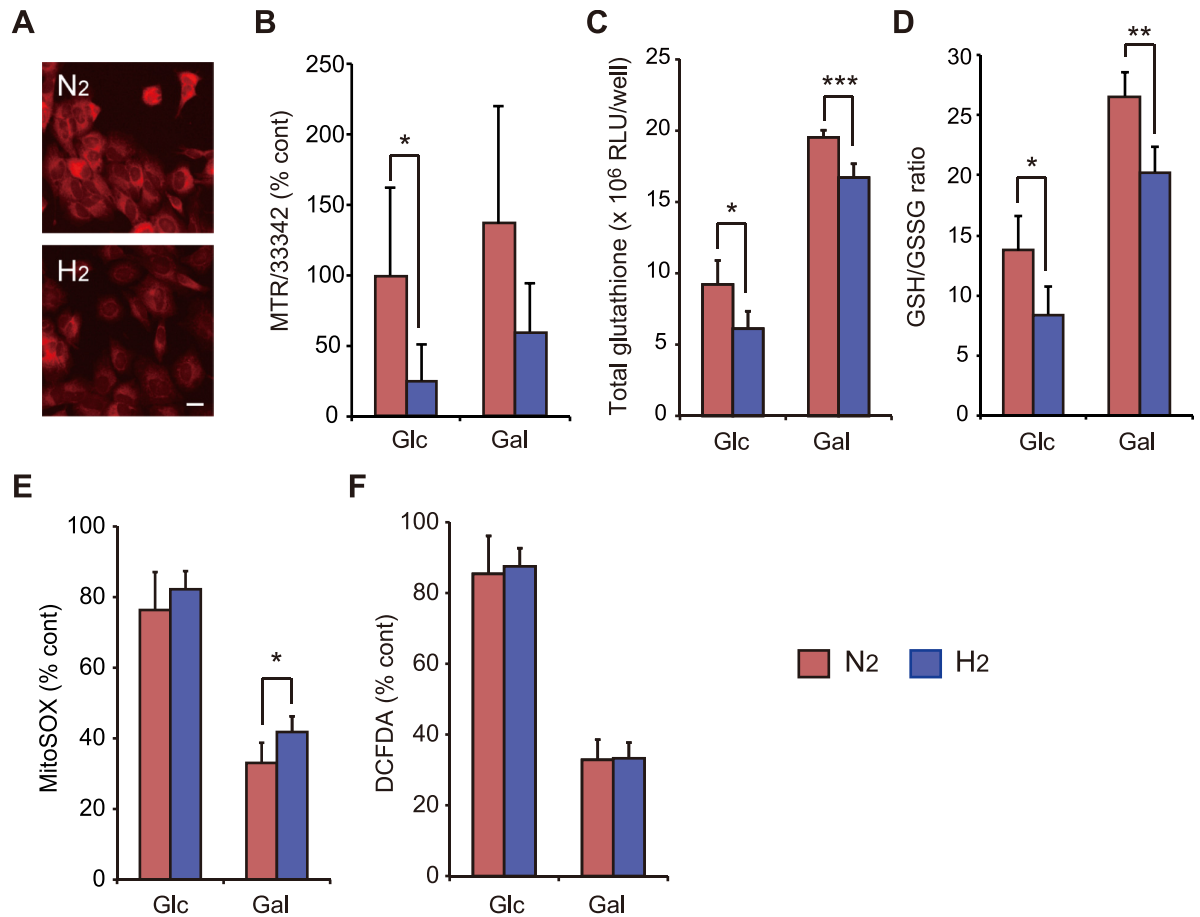 A
N2
H2
B
MTR/33342 (% cont)
250
200
150
100
50
0
*
Glc Gal
C
Total glutathione (x 10⁶ RLU/well)
25
20
15
10
5
0
*
***
Glc Gal
D
GSH/GSSG ratio
30
25
20
15
10
5
0
*
**
Glc Gal
E
MitoSOX (% cont)
100
80
60
40
20
0
*
Glc Gal
F
DCFDA (% cont)
100
80
60
40
20
0
Glc Gal
N2 H2